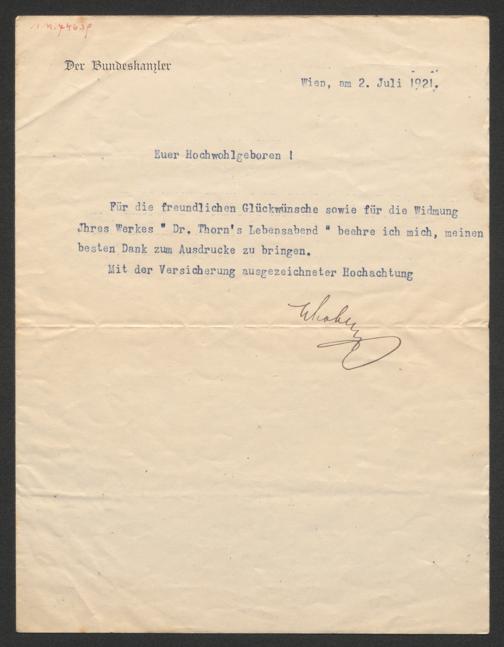 Der Bundeskanzler
Wien, am 2. Juli 1921.
Euer Hochwohlgeboren !
Für die freundlichen Glückwünsche sowie für die Widmung
Jhres Werkes " Dr. Thorn's Lebensabend " beehre ich mich, meinen
besten Dank zum Ausdrucke zu bringen.
Mit der Versicherung ausgezeichneter Hochachtung
Schober